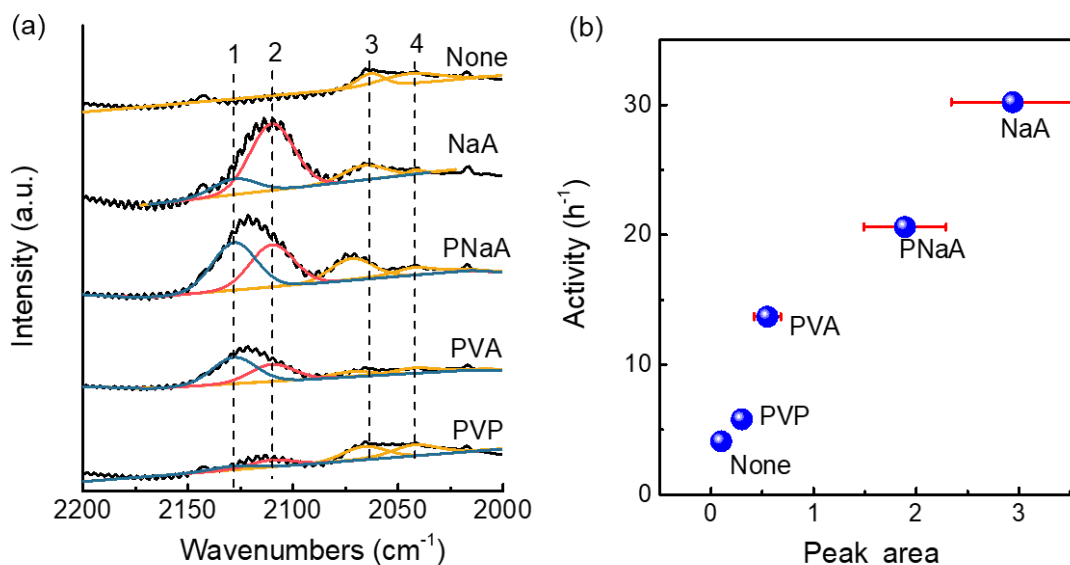 (a)
1 2 3 4
None
NaA
PNaA
PVA
PVP
Intensity (a.u.)
2200 2150 2100 2050 2000
Wavenumbers (cm⁻¹)
(b)
30
20
10
0
Activity (h⁻¹)
NaA
PNaA
PVA
PVP
None
0 1 2 3
Peak area